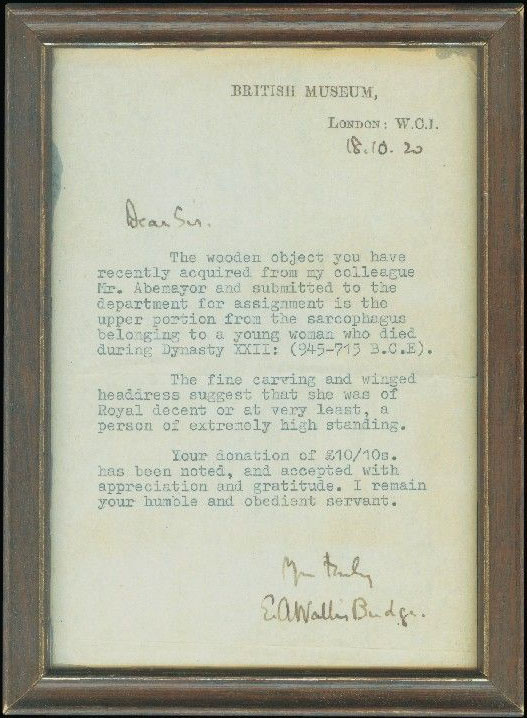 BRITISH MUSEUM,
LONDON: W.C.1.
18.10.20
Dear Sir.
The wooden object you have
recently acquired from my colleague
Mr. Abemayor and submitted to the
department for assignment is the
upper portion from the sarcophagus
belonging to a young woman who died
during Dynasty XXII: (945-715 B.C.E).
The fine carving and winged
headdress suggest that she was of
Royal decent or at very least, a
person of extremely high standing.
Your donation of £10/10s.
has been noted, and accepted with
appreciation and gratitude. I remain
your humble and obedient servant.
Yrs truly
E.A.Wallis Budge.